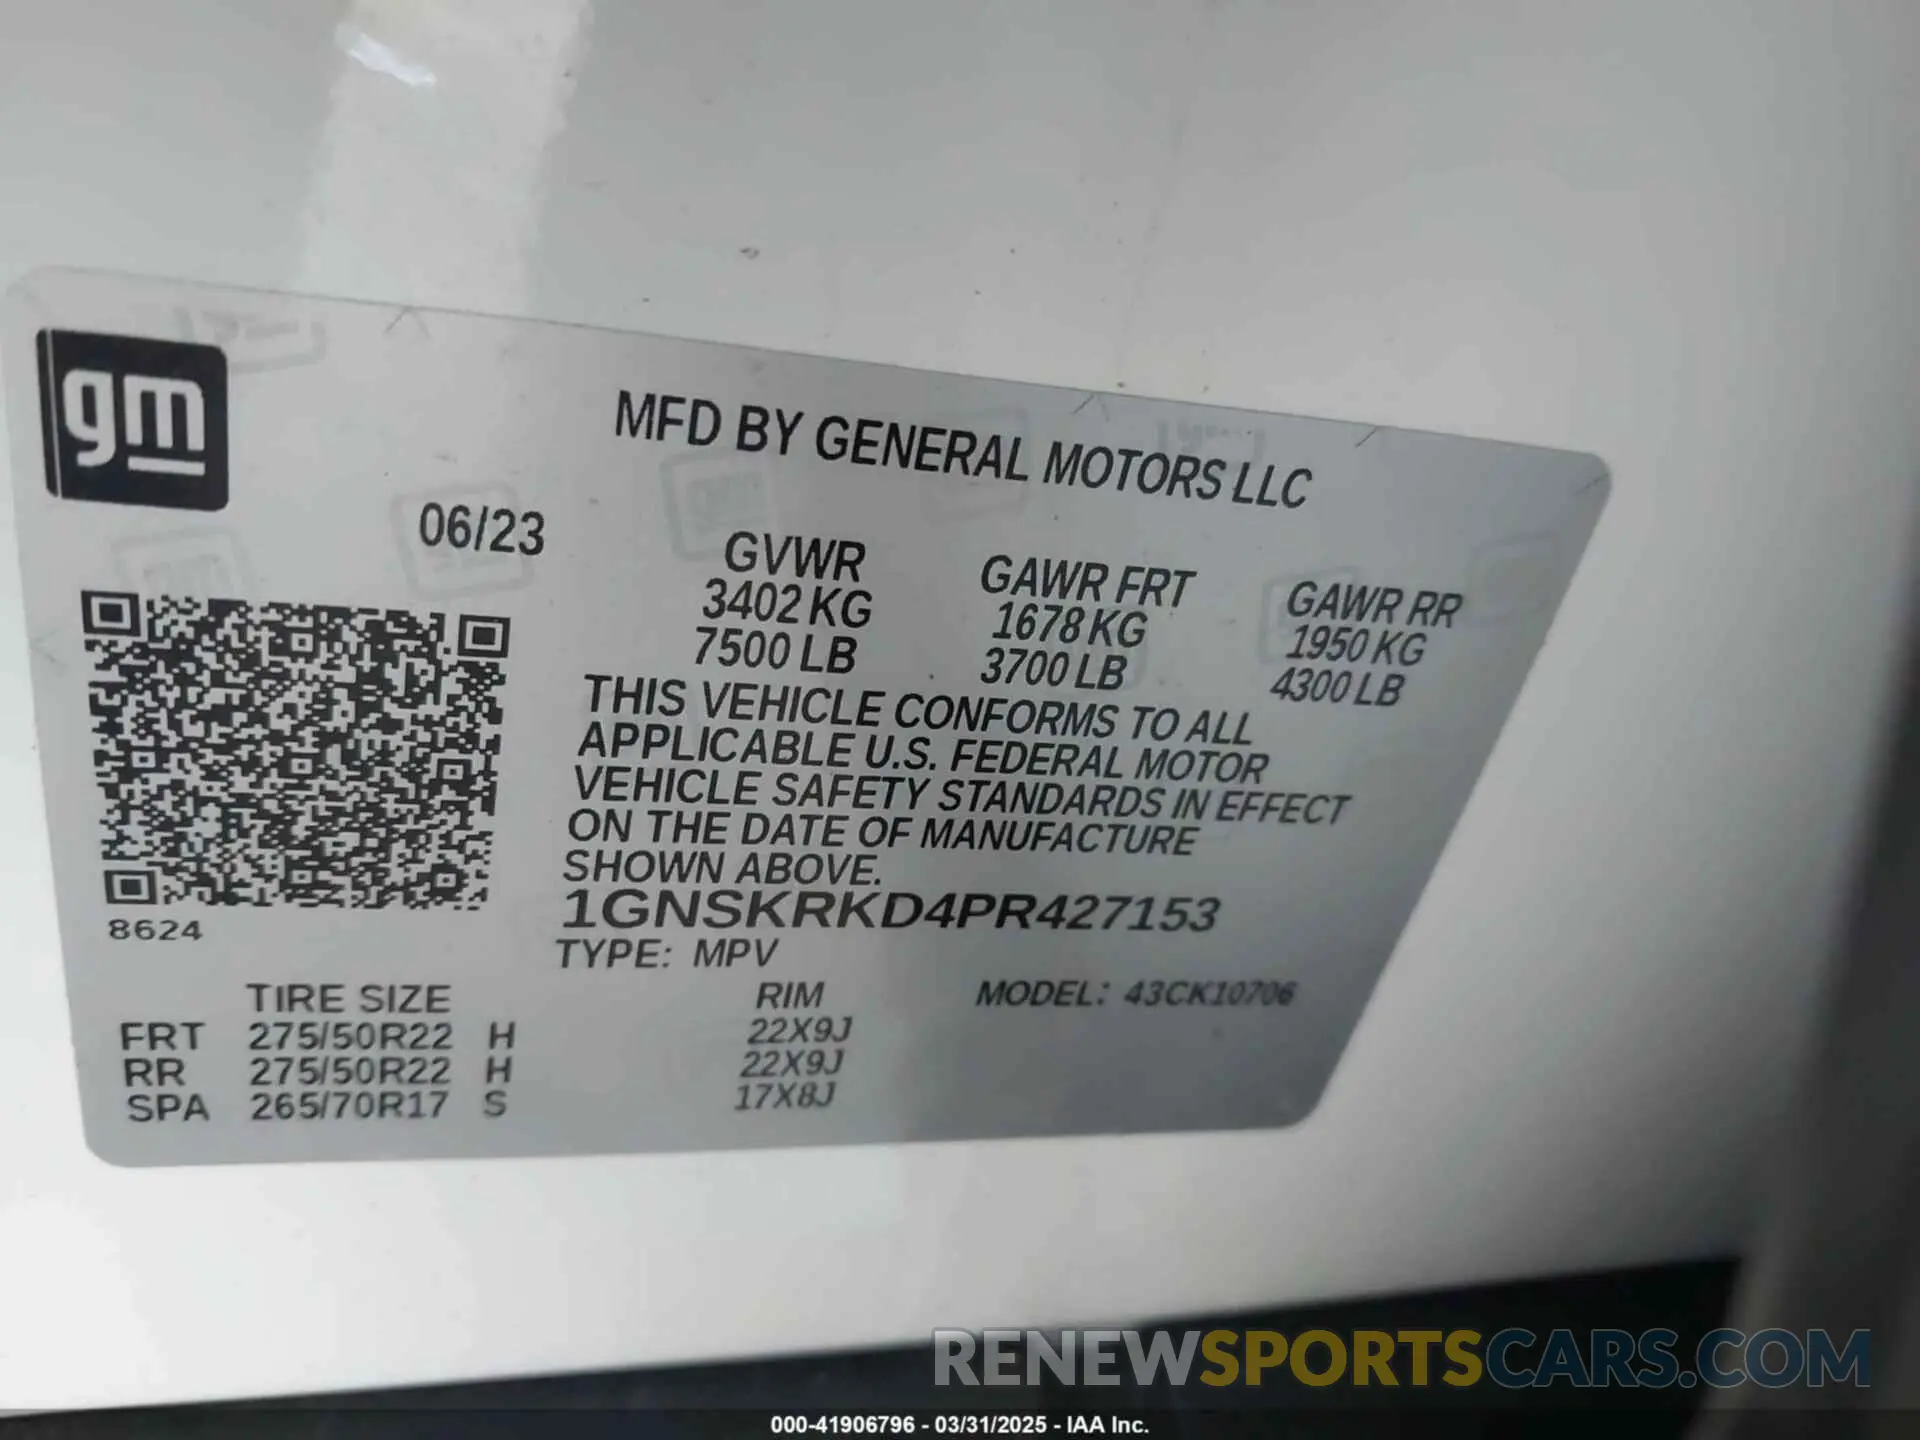 gm
MFD BY GENERAL MOTORS LLC
06/23
GVWR GAWR FRT GAWR RR
3402 KG 1678 KG 1950 KG
7500 LB 3700 LB 4300 LB
THIS VEHICLE CONFORMS TO ALL
APPLICABLE U.S. FEDERAL MOTOR
VEHICLE SAFETY STANDARDS IN EFFECT
ON THE DATE OF MANUFACTURE
SHOWN ABOVE.
1GNSKRKD4PR427153
8624
TYPE: MPV
MODEL: 43CK10706
TIRE SIZE RIM
FRT 275/50R22 H 22X9J
RR 275/50R22 H 22X9J
SPA 265/70R17 S 17X8J
RENEWSPORTSCARS.COM
000-41906796 - 03/31/2025 - IAA Inc.